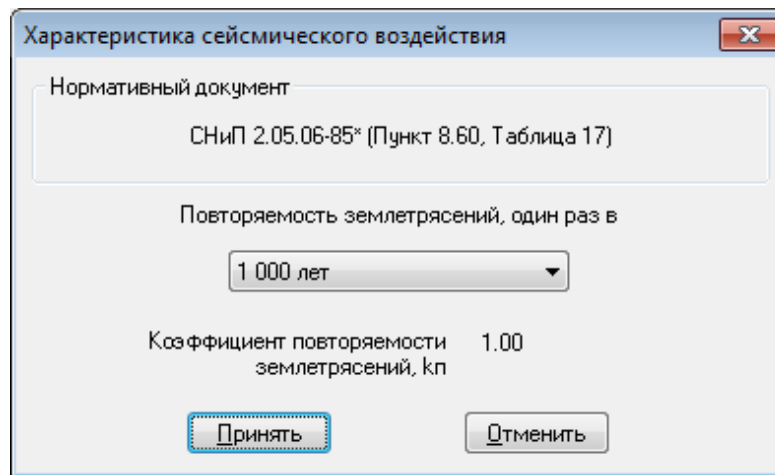 Характеристика сейсмического воздействия
Нормативный документ
СНиП 2.05.06-85* (Пункт 8.60, Таблица 17)
Повторяемость землетрясений, один раз в
1 000 лет
Коэффициент повторяемости 1.00
землетрясений, kп
Принять Отменить